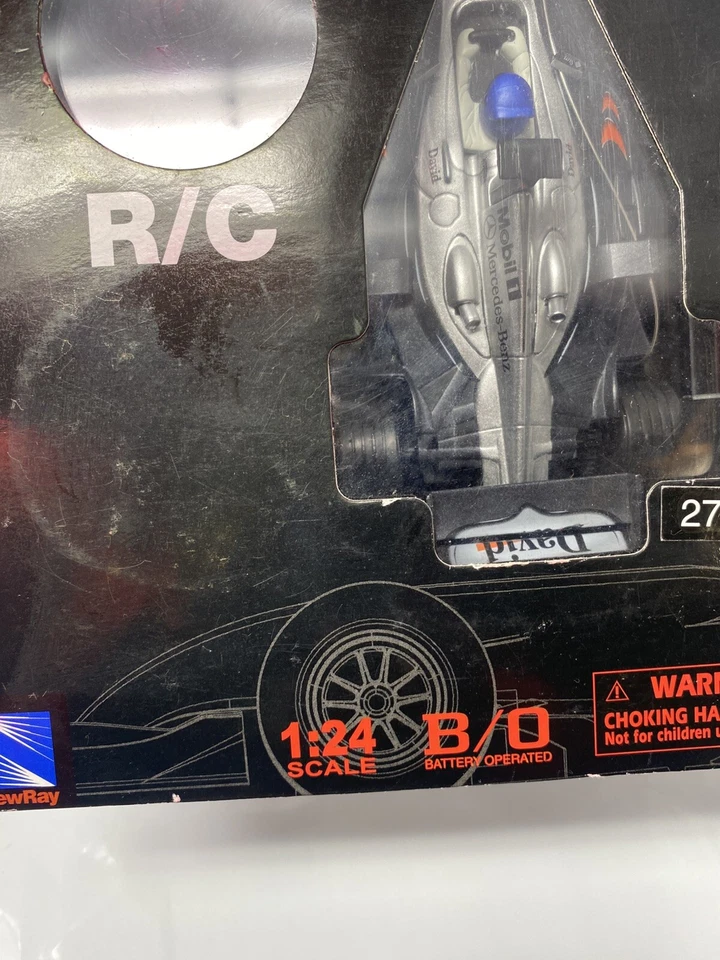 R/C
David
David
Mobil 1
Mercedes-Benz
David
27
ewRay
1:24
SCALE
B/O
BATTERY OPERATED
WAR
CHOKING HA
Not for children u